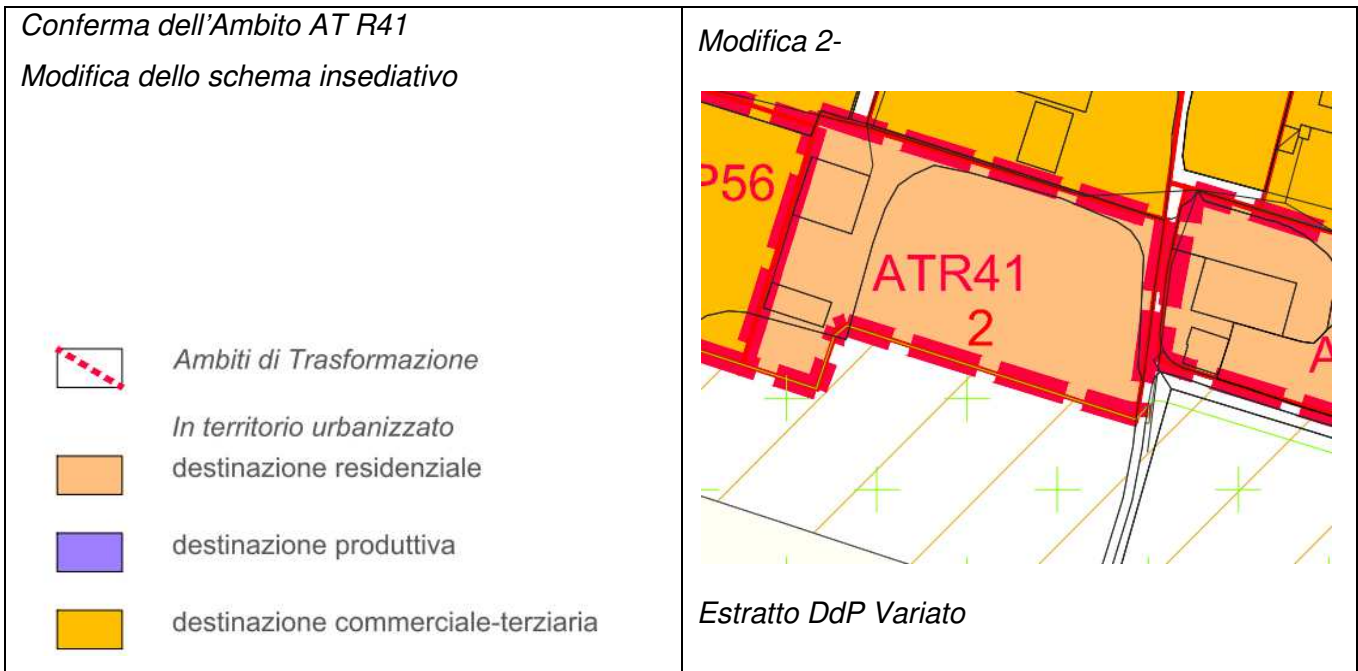 Conferma dell'Ambito AT R41
Modifica dello schema insediativo
Ambiti di Trasformazione
In territorio urbanizzato
destinazione residenziale
destinazione produttiva
destinazione commerciale-terziaria
Modifica 2-
P56
ATR41
2
A
Estratto DdP Variato